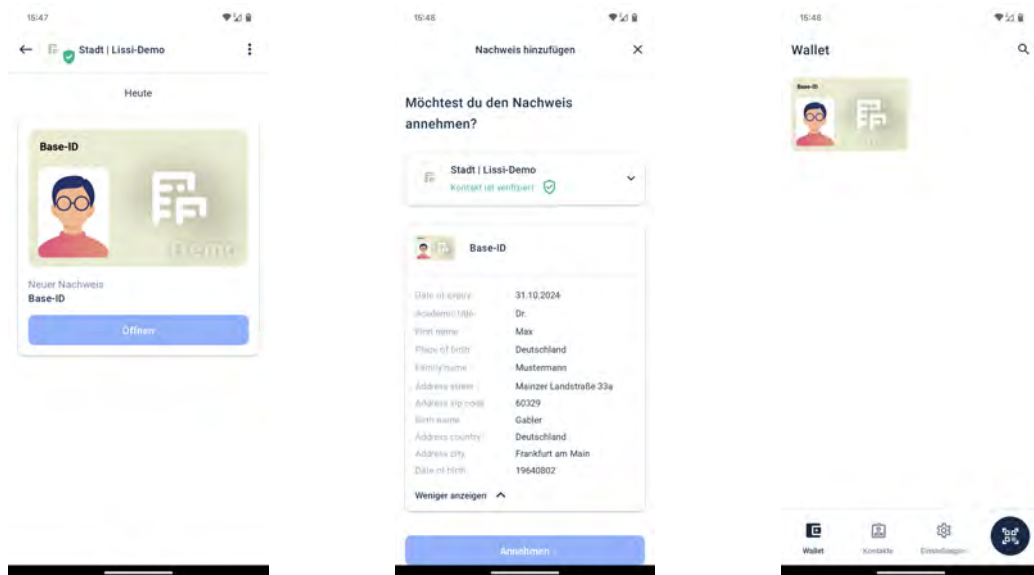 15:47
Stadt | Lissi-Demo
Heute
Base-ID
Demo
Neuer Nachweis
Base-ID
Öffnen
15:48
Nachweis hinzufügen
Möchtest du den Nachweis
annehmen?
Stadt | Lissi-Demo
Kontakt ist verifiziert
Base-ID
Date of expiry 31.10.2024
Academic title Dr.
First name Max
Place of birth Deutschland
Family name Mustermann
Address street Mainzer Landstraße 33a
Address zip code 60329
Birth name Gabler
Address country Deutschland
Address city Frankfurt am Main
Date of birth 19640802
Weniger anzeigen
Annehmen
15:48
Wallet
Base-ID
Wallet Kontakte Einstellungen